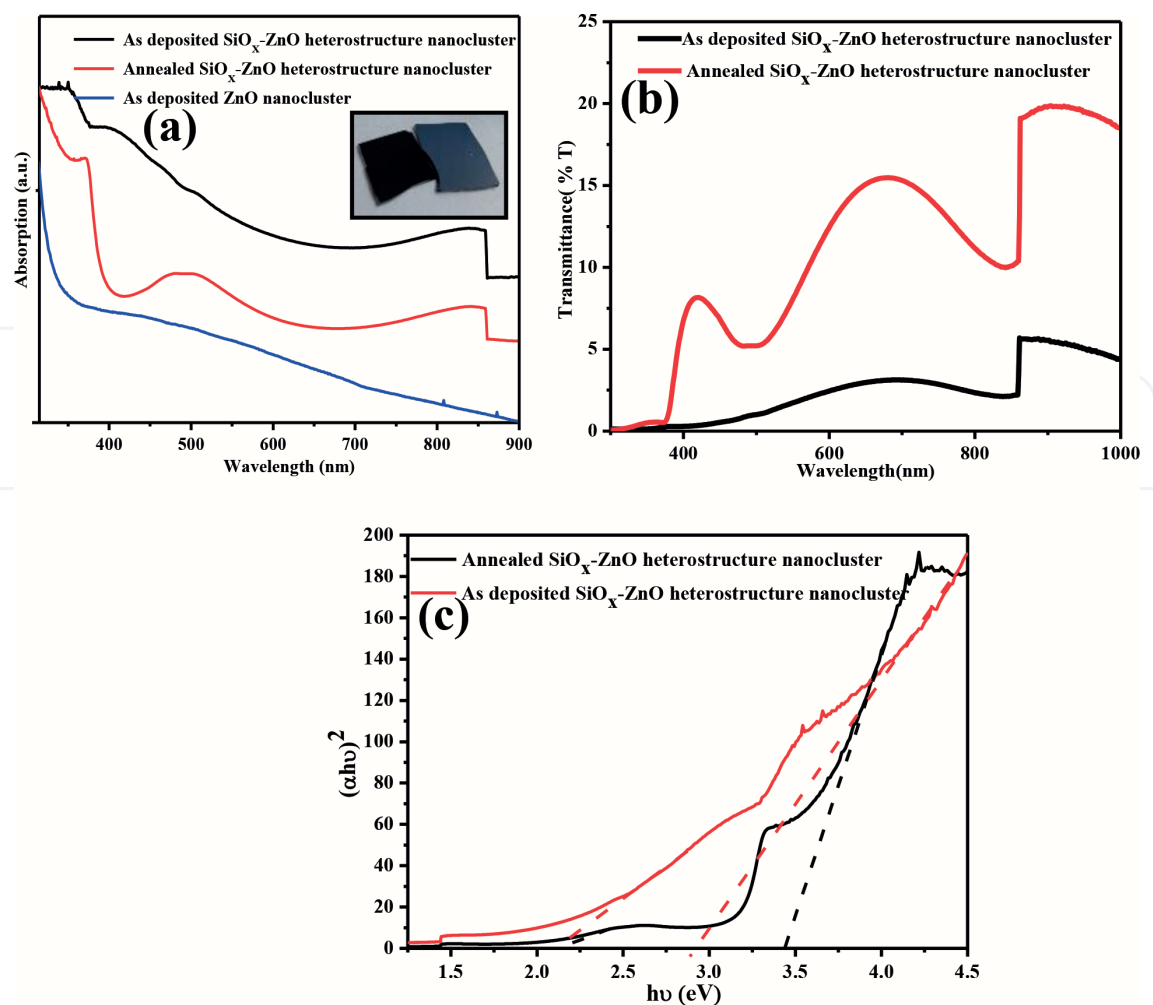 As deposited SiOx-ZnO heterostructure nanocluster
Annealed SiOx-ZnO heterostructure nanocluster
As deposited ZnO nanocluster
(a)
Absorption (a.u.)
400 500 600 700 800 900
Wavelength (nm)
25
20
15
10
5
0
As deposited SiOx-ZnO heterostructure nanocluster
Annealed SiOx-ZnO heterostructure nanocluster
(b)
Transmittance( % T)
400 600 800 1000
Wavelength(nm)
200
180
160
140
120
100
80
60
40
20
0
Annealed SiOx-ZnO heterostructure nanocluster
As deposited SiOx-ZnO heterostructure nanocluster
(c)
(αhυ)2
1.5 2.0 2.5 3.0 3.5 4.0 4.5
hυ (eV)